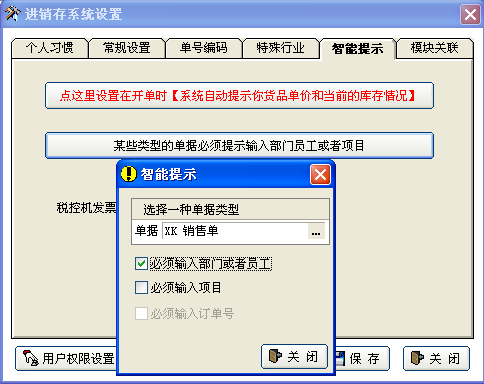 进销存系统设置
个人习惯 常规设置 单号编码 特殊行业 智能提示 模块关联
点这里设置在开单时【系统自动提示你货品单价和当前的库存情况】
某些类型的单据必须提示输入部门员工或者项目
智能提示
税控机发票
选择一种单据类型
单据 XK 销售单 ...
必须输入部门或者员工
必须输入项目
必须输入订单号
关 闭
用户权限设置 保 存 关 闭